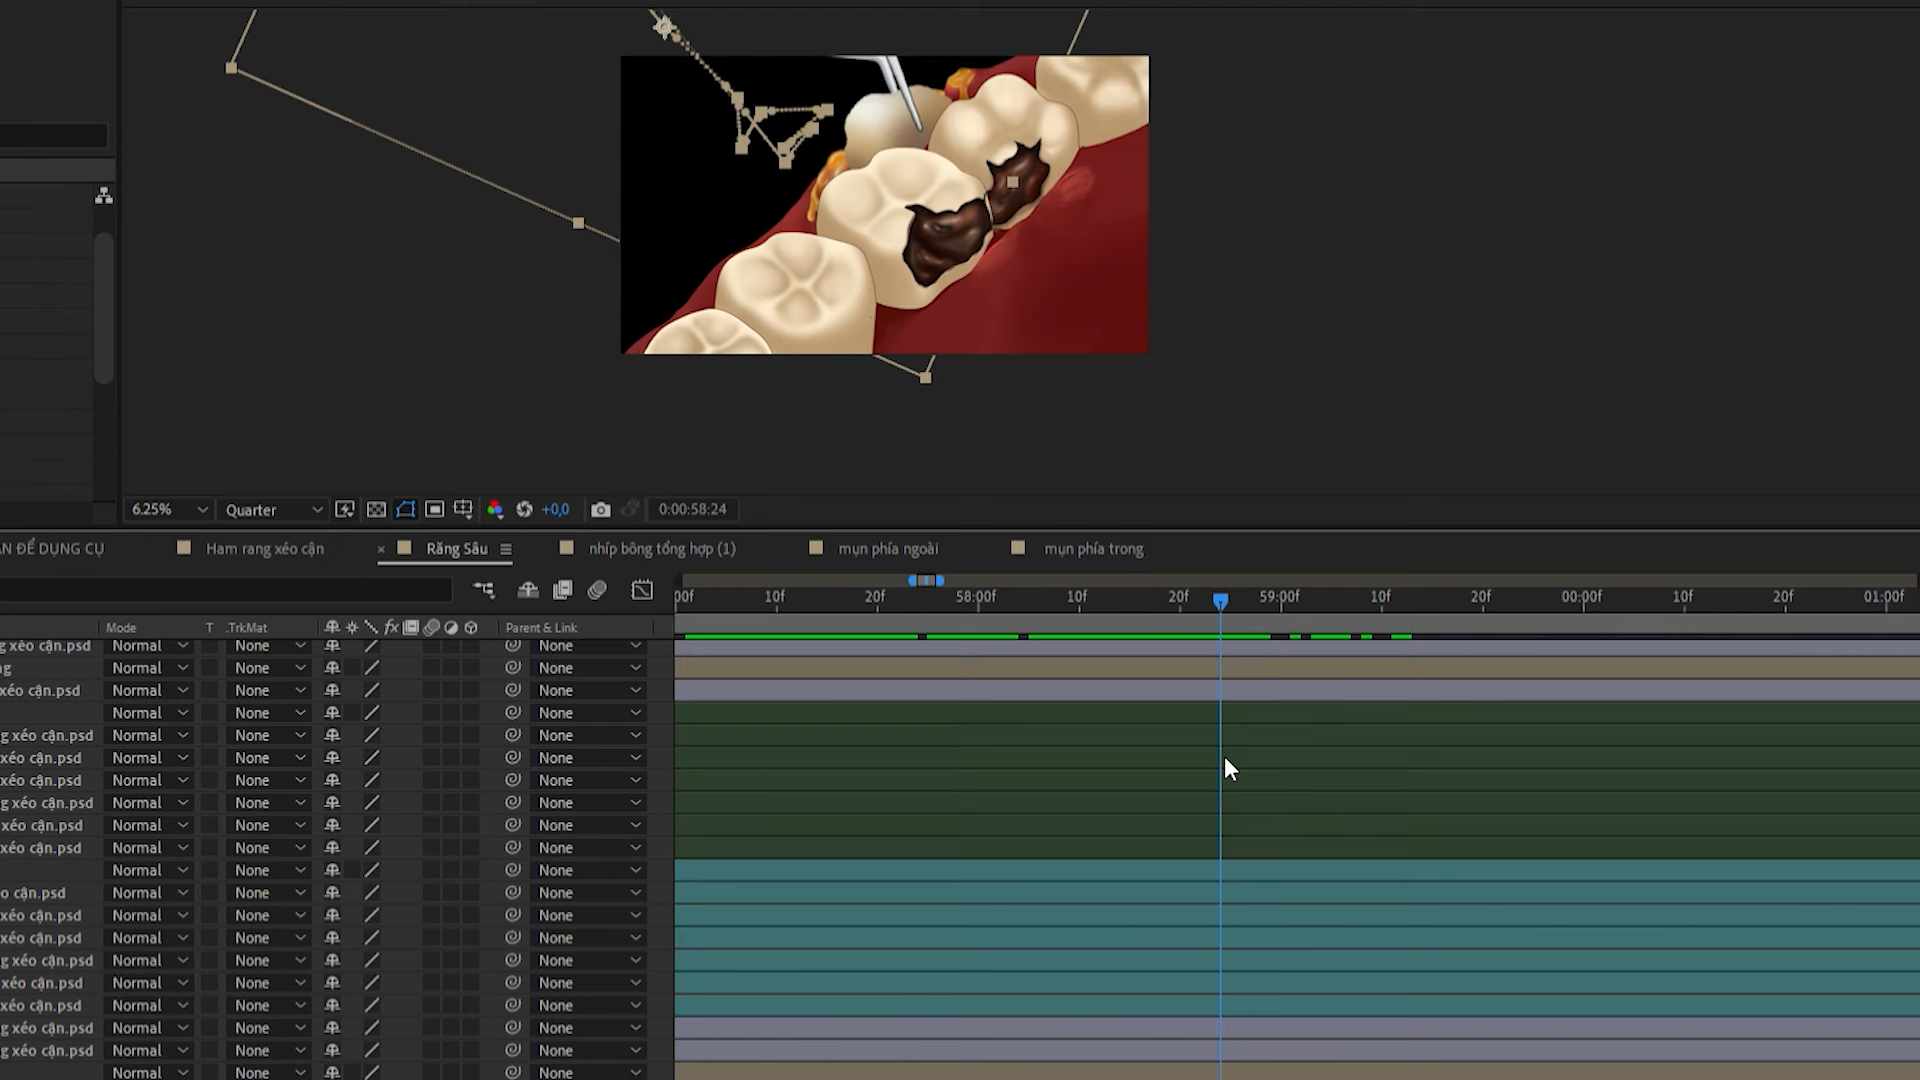 6.25%
Quarter
+0,0
0:00:58:24
ẦN ĐỂ DỤNG CỤ
Ham rang xéo cận
× Răng Sâu
nhíp bông tổng hợp (1)
mụn phía ngoài
mụn phía trong
00f 10f 20f 58:00f 10f 20f 59:00f 10f 20f 00:00f 10f 20f 01:00f
Mode T .TrkMat fx Parent & Link
g xèo cận.psd Normal None None
ng Normal None None
xéo cận.psd Normal None None
Normal None None
g xéo cận.psd Normal None None
xéo cận.psd Normal None None
xéo cận.psd Normal None None
g xéo cận.psd Normal None None
xéo cận.psd Normal None None
xéo cận.psd Normal None None
Normal None None
o cận.psd Normal None None
xéo cận.psd Normal None None
xéo cận.psd Normal None None
g xéo cận.psd Normal None None
xéo cận.psd Normal None None
xéo cận.psd Normal None None
g xéo cận.psd Normal None None
g xéo cận.psd Normal None None
Normal None None